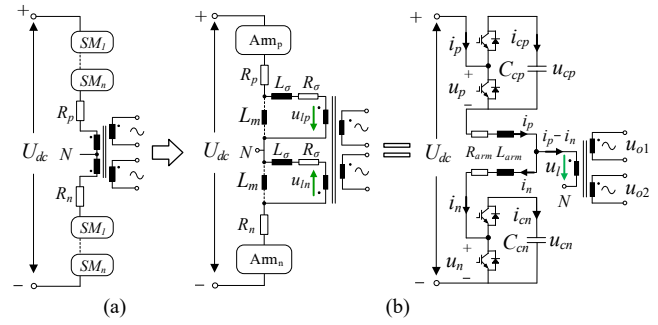 +
SM1
SMn
Rp
Udc
N
Rn
SM1
SMn
−
(a)
+
Armp
Rp
Lσ
Rσ
Lm
ulp
Udc
N
Lσ
Rσ
Lm
uln
Rn
Armn
−
+
ip
icp
Ccp
ucp
+
up
−
ip
ip−in
Udc
Rarm
Larm
in
ul
N
uo1
uo2
in
icn
Ccn
ucn
+
un
−
−
(b)